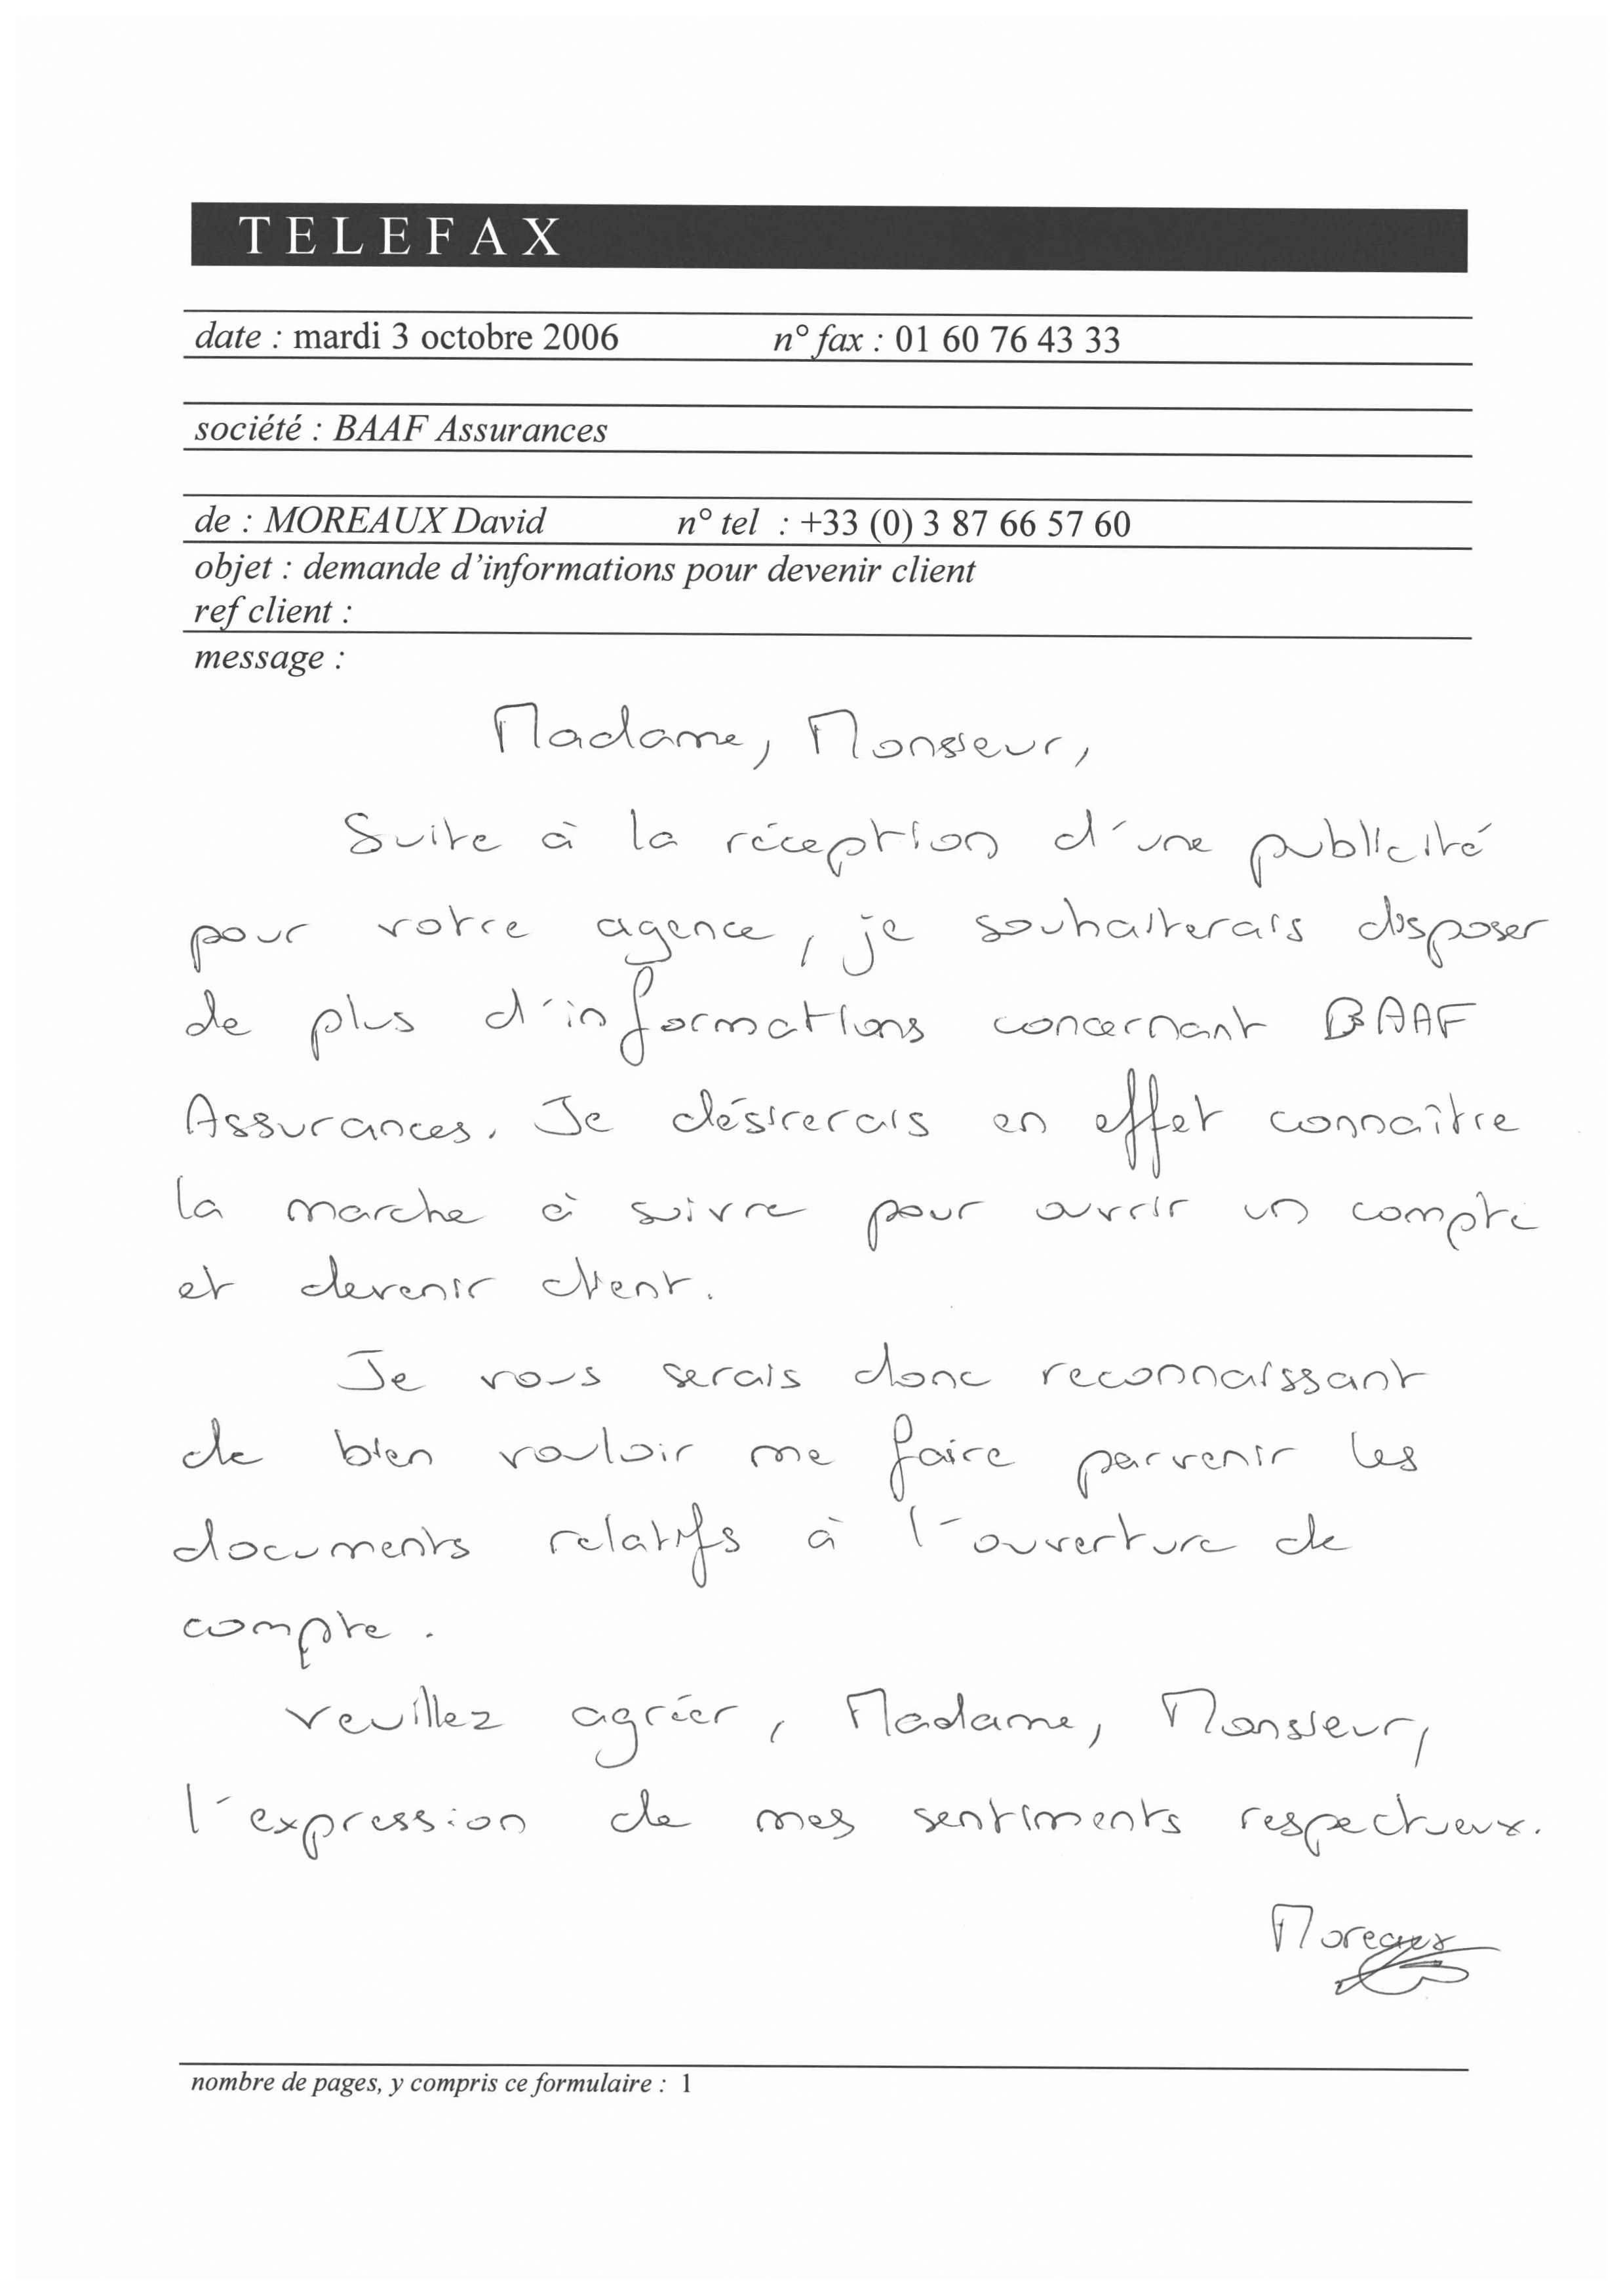 TELEFAX
date : mardi 3 octobre 2006 n° fax : 01 60 76 43 33
société : BAAF Assurances
de : MOREAUX David n° tel : +33 (0) 3 87 66 57 60
objet : demande d'informations pour devenir client
ref client :
message :
Madame, Monsieur,
Suite à la réception d'une publicité
pour votre agence, je souhaiterais disposer
de plus d'informations concernant BAAF
Assurances. Je désirerais en effet connaître
la marche à suivre pour ouvrir un compte
et devenir client.
Je vous serais donc reconnaissant
de bien vouloir me faire parvenir les
documents relatifs à l'ouverture de
compte.
Veuillez agréer, Madame, Monsieur,
l'expression de mes sentiments respectueux.
Moreaux
nombre de pages, y compris ce formulaire : 1